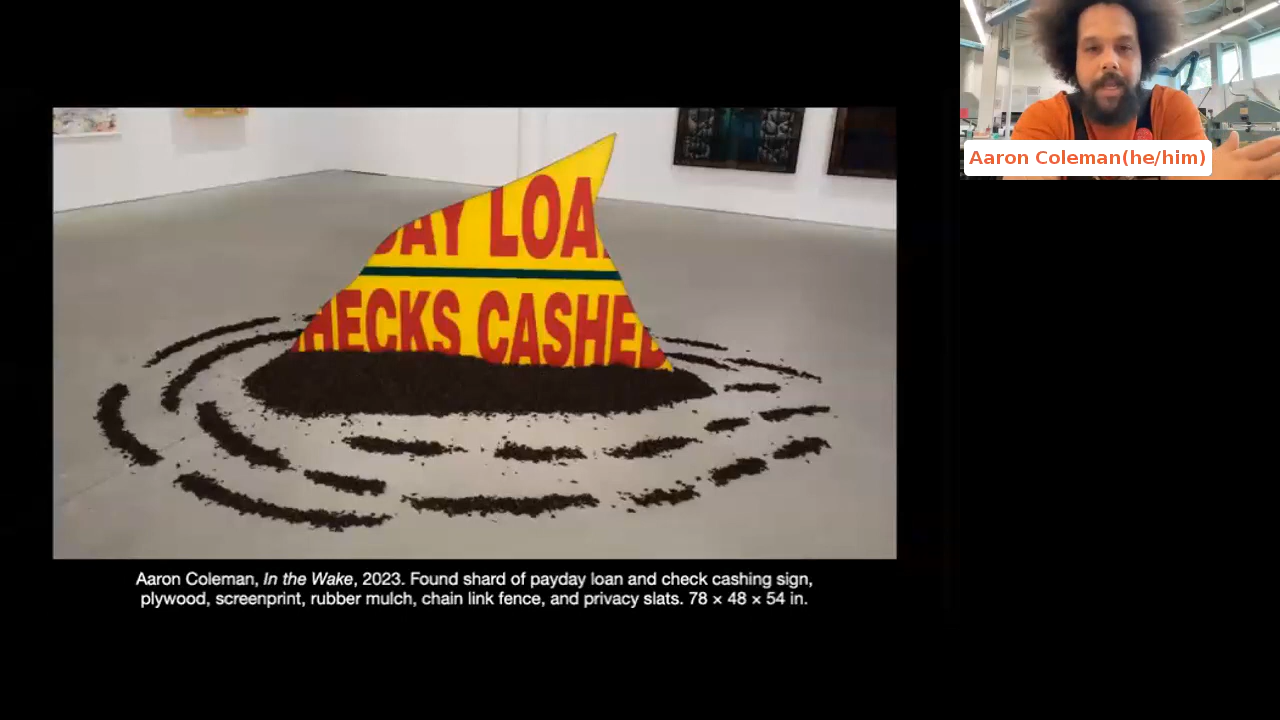 Aaron Coleman(he/him)
DAY LOA
HECKS CASHED
Aaron Coleman, In the Wake, 2023. Found shard of payday loan and check cashing sign,
plywood, screenprint, rubber mulch, chain link fence, and privacy slats. 78 × 48 × 54 in.